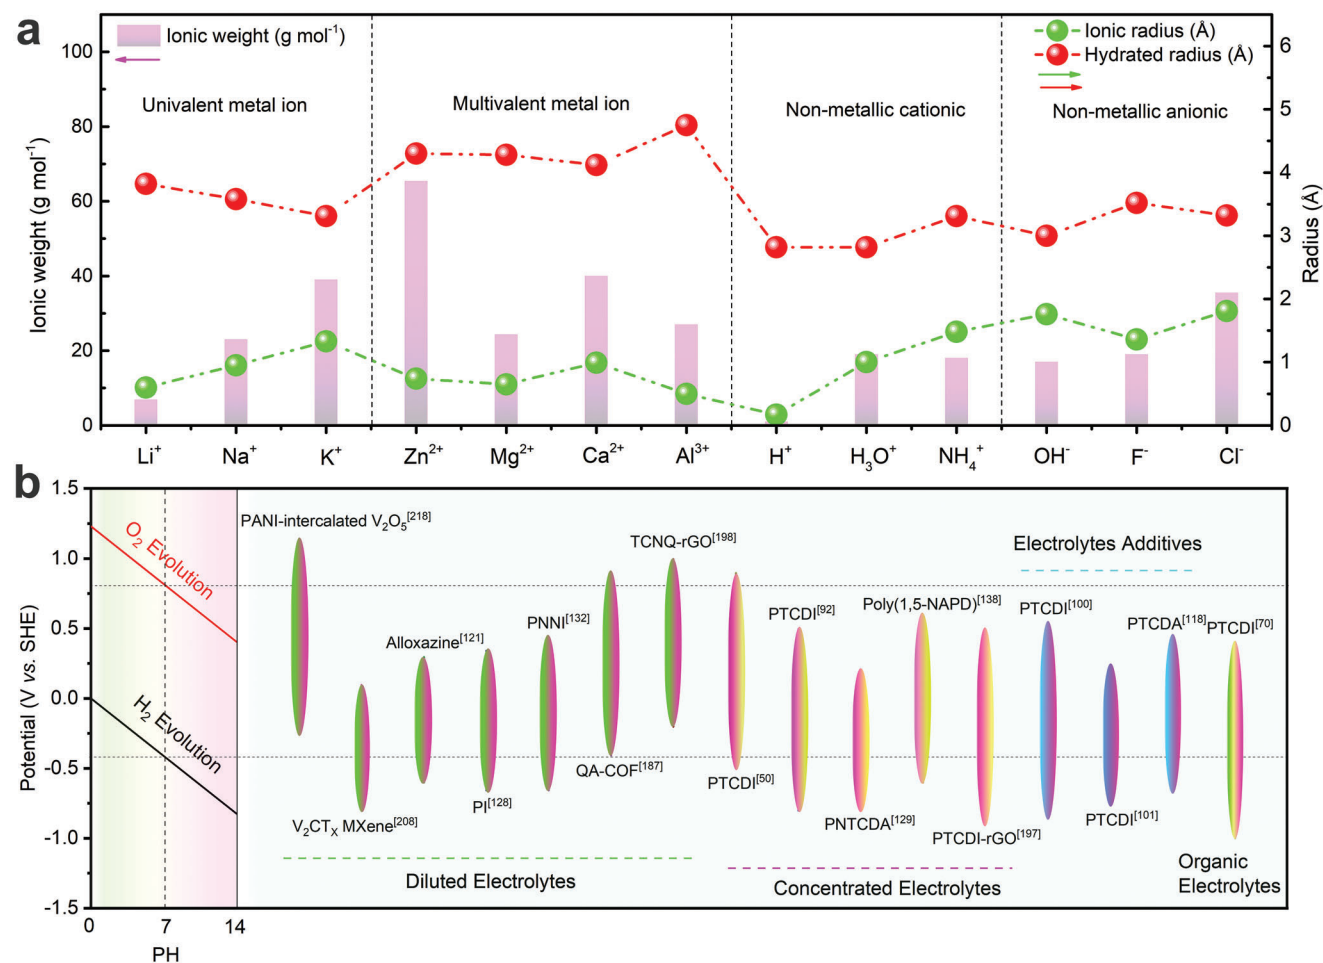 a
Ionic weight (g mol⁻¹)
Ionic radius (Å)
Hydrated radius (Å)
Univalent metal ion
Multivalent metal ion
Non-metallic cationic
Non-metallic anionic
Ionic weight (g mol⁻¹)
100
80
60
40
20
0
Radius (Å)
6
5
4
3
2
1
0
Li⁺ Na⁺ K⁺ Zn²⁺ Mg²⁺ Ca²⁺ Al³⁺ H⁺ H₃O⁺ NH₄⁺ OH⁻ F⁻ Cl⁻
b
Potential (V vs. SHE)
1.5
1.0
0.5
0.0
-0.5
-1.0
-1.5
O₂ Evolution
H₂ Evolution
0 7 14
PH
PANI-intercalated V₂O₅[218]
V₂CTX MXene[208]
Alloxazine[121]
PI[128]
PNNI[132]
QA-COF[187]
TCNQ-rGO[198]
Diluted Electrolytes
PTCDI[50]
PTCDI[92]
PNTCDA[129]
Poly(1,5-NAPD)[138]
PTCDI-rGO[197]
Concentrated Electrolytes
Electrolytes Additives
PTCDI[100]
PTCDI[101]
PTCDA[118]
PTCDI[70]
Organic
Electrolytes